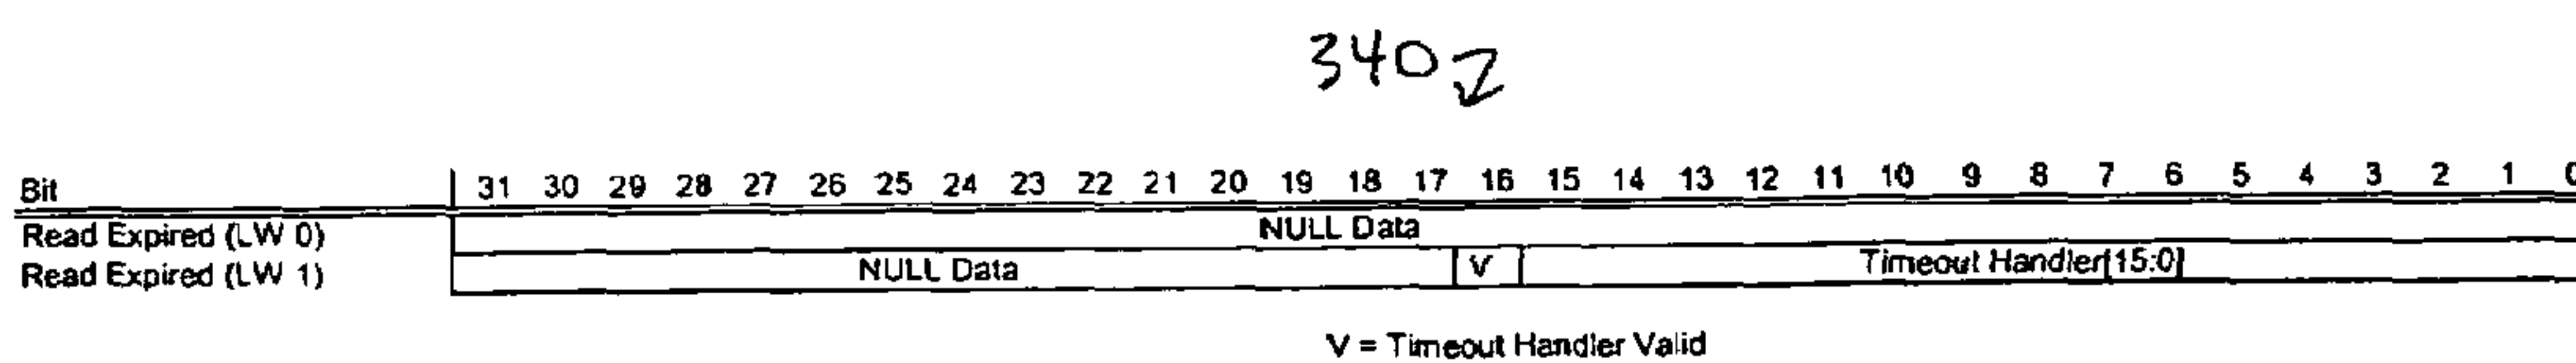 340
Bit 31 30 29 28 27 26 25 24 23 22 21 20 19 18 17 16 15 14 13 12 11 10 9 8 7 6 5 4 3 2 1 0
Read Expired (LW 0) NULL Data
Read Expired (LW 1) NULL Data V Timeout Handler[15:0]
V = Timeout Handler Valid